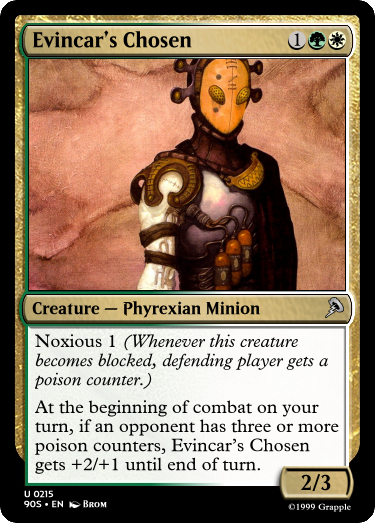 Evincar's Chosen 1
Creature — Phyrexian Minion
Noxious 1 (Whenever this creature
becomes blocked, defending player gets a
poison counter.)
At the beginning of combat on your
turn, if an opponent has three or more
poison counters, Evincar's Chosen
gets +2/+1 until end of turn.
2/3
U 0215
90S • EN Brom
©1999 Grapple